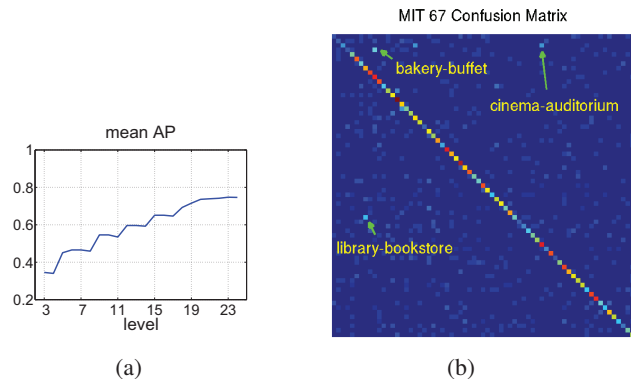 mean AP
1
0.8
0.6
0.4
0.2
3 7 11 15 19 23
level
(a)
MIT 67 Confusion Matrix
bakery-buffet
cinema-auditorium
library-bookstore
(b)